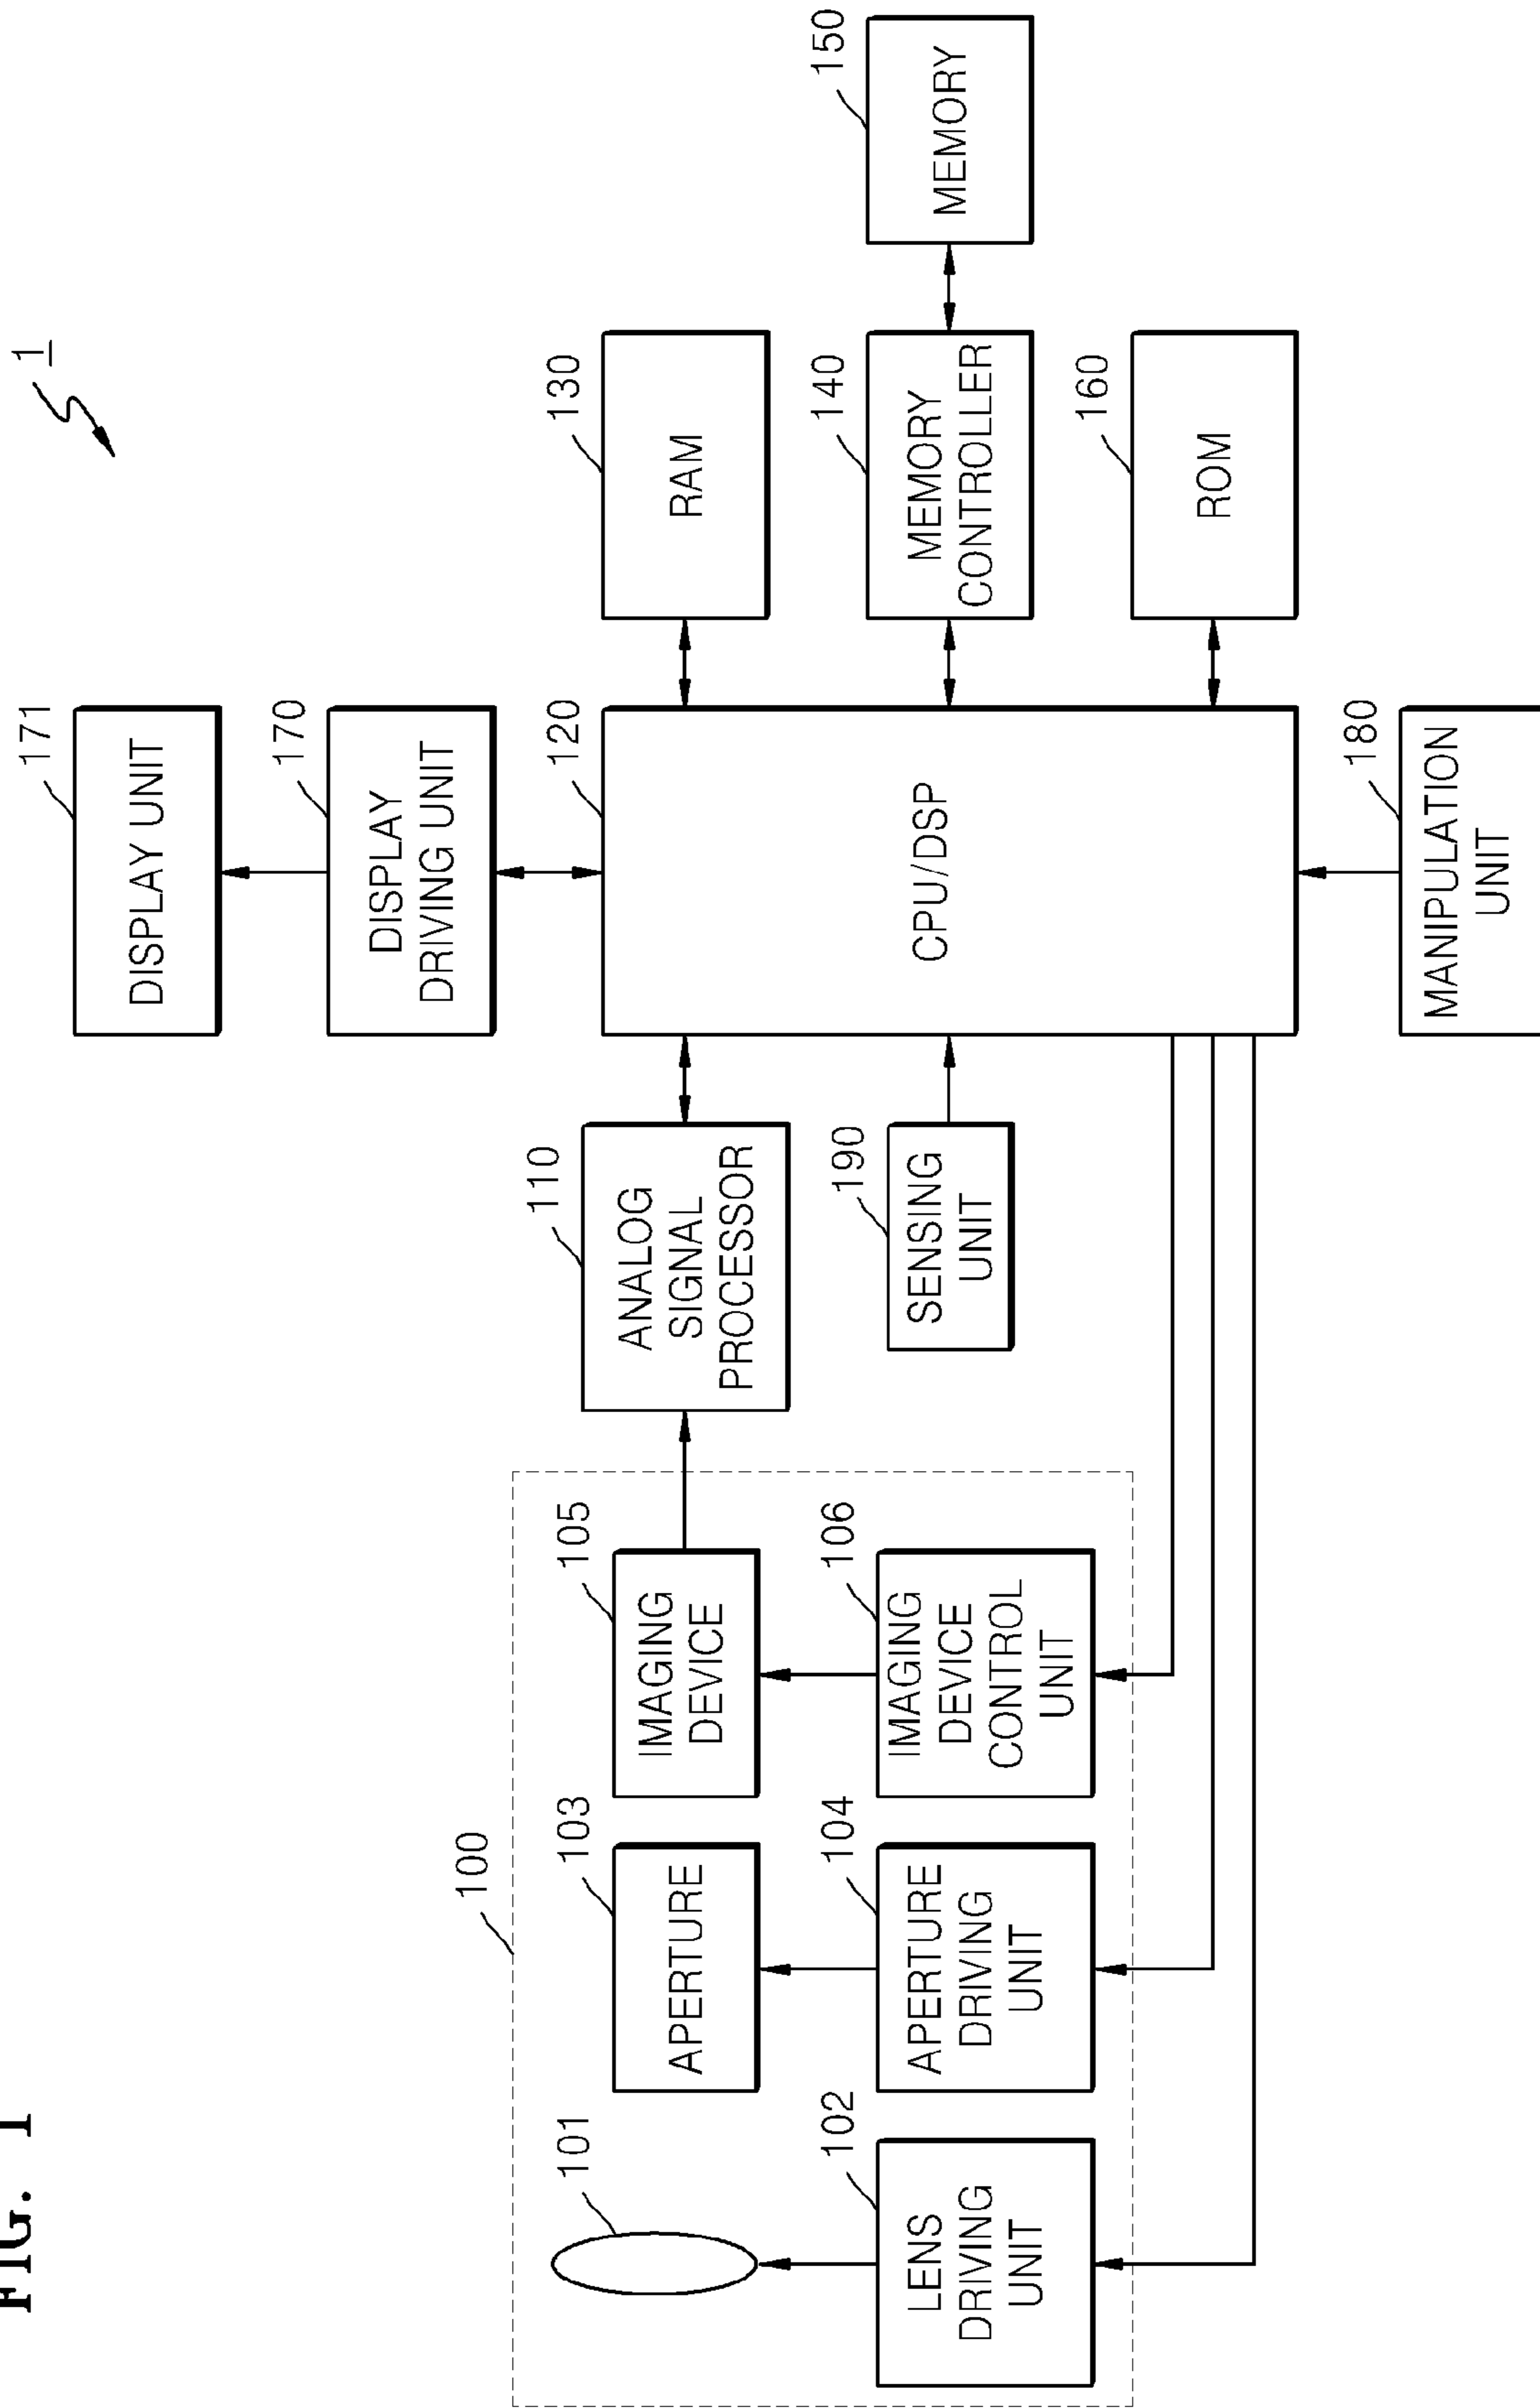 FIG. 1
1
171
DISPLAY UNIT
170
DISPLAY
DRIVING UNIT
100
101
103
105
110
120
130
ANALOG
SIGNAL
PROCESSOR
RAM
APERTURE
IMAGING
DEVICE
102
104
106
190
CPU/DSP
140
150
LENS
DRIVING
UNIT
APERTURE
DRIVING
UNIT
IMAGING
DEVICE
CONTROL
UNIT
SENSING
UNIT
MEMORY
CONTROLLER
MEMORY
160
ROM
180
MANIPULATION
UNIT